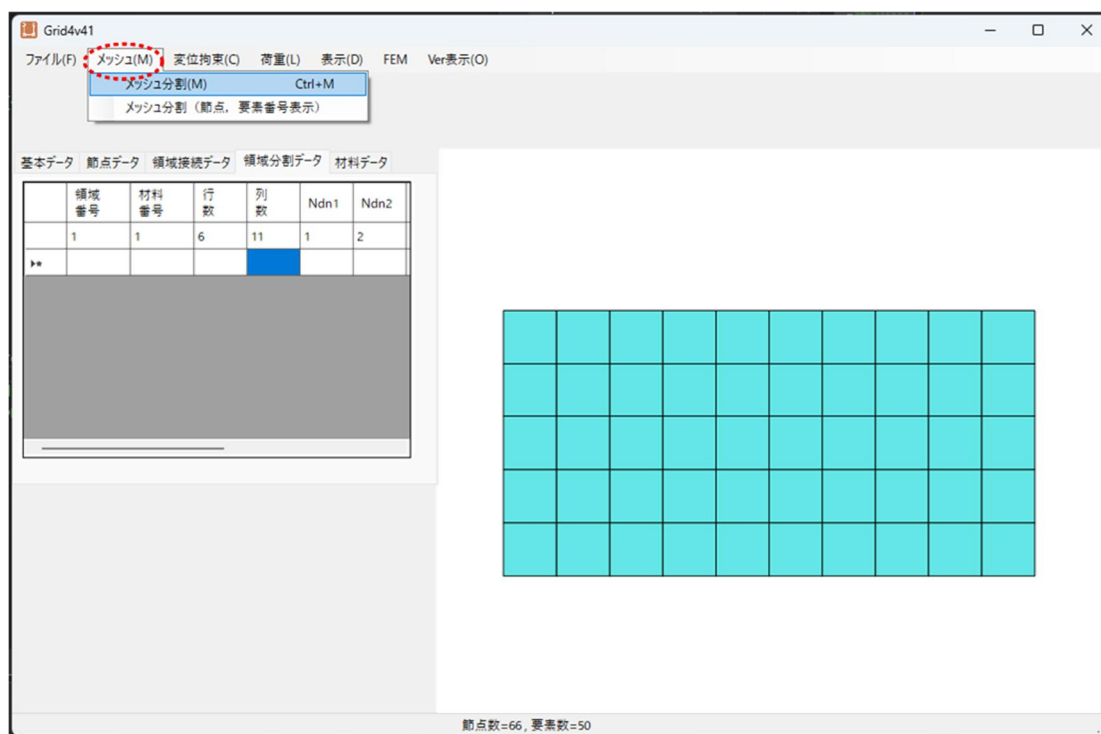 Grid4v41
ファイル(F) メッシュ(M) 変位拘束(C) 荷重(L) 表示(D) FEM Ver表示(O)
メッシュ分割(M) Ctrl+M
メッシュ分割（節点，要素番号表示）
基本データ 節点データ 領域接続データ 領域分割データ 材料データ
領域番号 材料番号 行数 列数 Ndn1 Ndn2
1 1 6 11 1 2
節点数=66 , 要素数=50